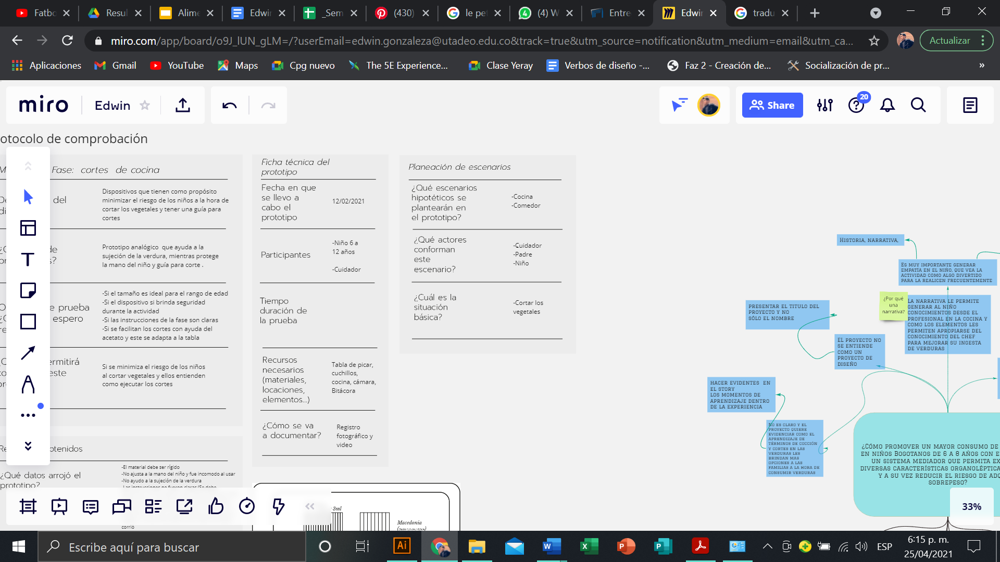 Fatbo
Resul
Alime
Edwin
_Sem
(430)
le pet
(4) W
Entre
Edwin
tradu
miro.com/app/board/o9J_lUN_gLM=/?userEmail=edwin.gonzaleza@utadeo.edu.co&track=true&utm_source=notification&utm_medium=email&utm_ca...
Actualizar
Aplicaciones
Gmail
YouTube
Maps
Cpg nuevo
The 5E Experience...
Clase Yeray
Verbos de diseño -...
Faz 2 - Creación de...
Socialización de pr...
»
miro
Edwin
Share
20
otocolo de comprobación
Fase: cortes de cocina
del
Dispositivos que tienen como propósito
minimizar el riesgo de los niños a la hora de
cortar los vegetales y tener una guía para
cortes
Prototipo analógico que ayuda a la
sujeción de la verdura, mientras protege
la mano del niño y guía para corte .
e prueba
espero
-Si el tamaño es ideal para el rango de edad
-Si el dispositivo si brinda seguridad
durante la actividad
-Si las instrucciones de la fase son claras
-Si se facilitan los cortes con ayuda del
acetato y este se adapta a la tabla
ermitirá
este
Si se minimiza el riesgo de los niños
al cortar vegetales y ellos entienden
como ejecutar los cortes
Ficha técnica del
prototipo
Fecha en que
se llevo a
cabo el
prototipo
12/02/2021
Participantes
-Niño 6 a
12 años
-Cuidador
Tiempo
duración de
la prueba
Recursos
necesarios
(materiales,
locaciones,
elementos...)
Tabla de picar,
cuchillos,
cocina, cámara,
Bitácora
¿Cómo se va
a documentar?
Registro
fotográfico y
video
Planeación de escenarios
¿Qué escenarios
hipotéticos se
plantearán en
el prototipo?
-Cocina
-Comedor
¿Qué actores
conforman
este
escenario?
-Cuidador
-Padre
-Niño
¿Cuál es la
situación
básica?
-Cortar los
vegetales
Re
btenidos
¿Qué datos arrojó el
prototipo?
-El material debe ser rígido
-No ajusta a la mano del niño y fue incomodo al usar
-No ayudo a la sujeción de la verdura
-Las instrucciones no fueron claras (Se debe
corrió
3ml
Macedonia
Historia, narrativa,
Es muy importante generar
empatía en el niño, que vea la
actividad como algo divertido
para la realicen frecuentemente
¿Por qué
una
narrativa?
La narrativa le permite
generar al niño
conocimientos desde el
profesional en la cocina y
como los elementos les
permiten apropiarse del
conocimiento del chef
para mejorar su ingesta
de verduras
presentar el titulo del
proyecto y no
sólo el nombre
El proyecto no
se entiende
como un
proyecto de
diseño
hacer evidentes en
el story
los momentos de
aprendizaje dentro
de la experiencia
No es claro y el
proyecto quiere
evidenciar como el
aprendizaje de
términos de cocción
y cortes en las
verduras les
brindan mas
opciones a las
familias a la hora de
consumir verduras
¿Cómo promover un mayor consumo de
en niños Bogotanos de 6 a 8 años con e
un sistema mediador que permita ex
diversas características organoléptica
y a su vez reducir el riesgo de adq
sobrepeso?
33%
Escribe aquí para buscar
ESP
6:15 p. m.
25/04/2021